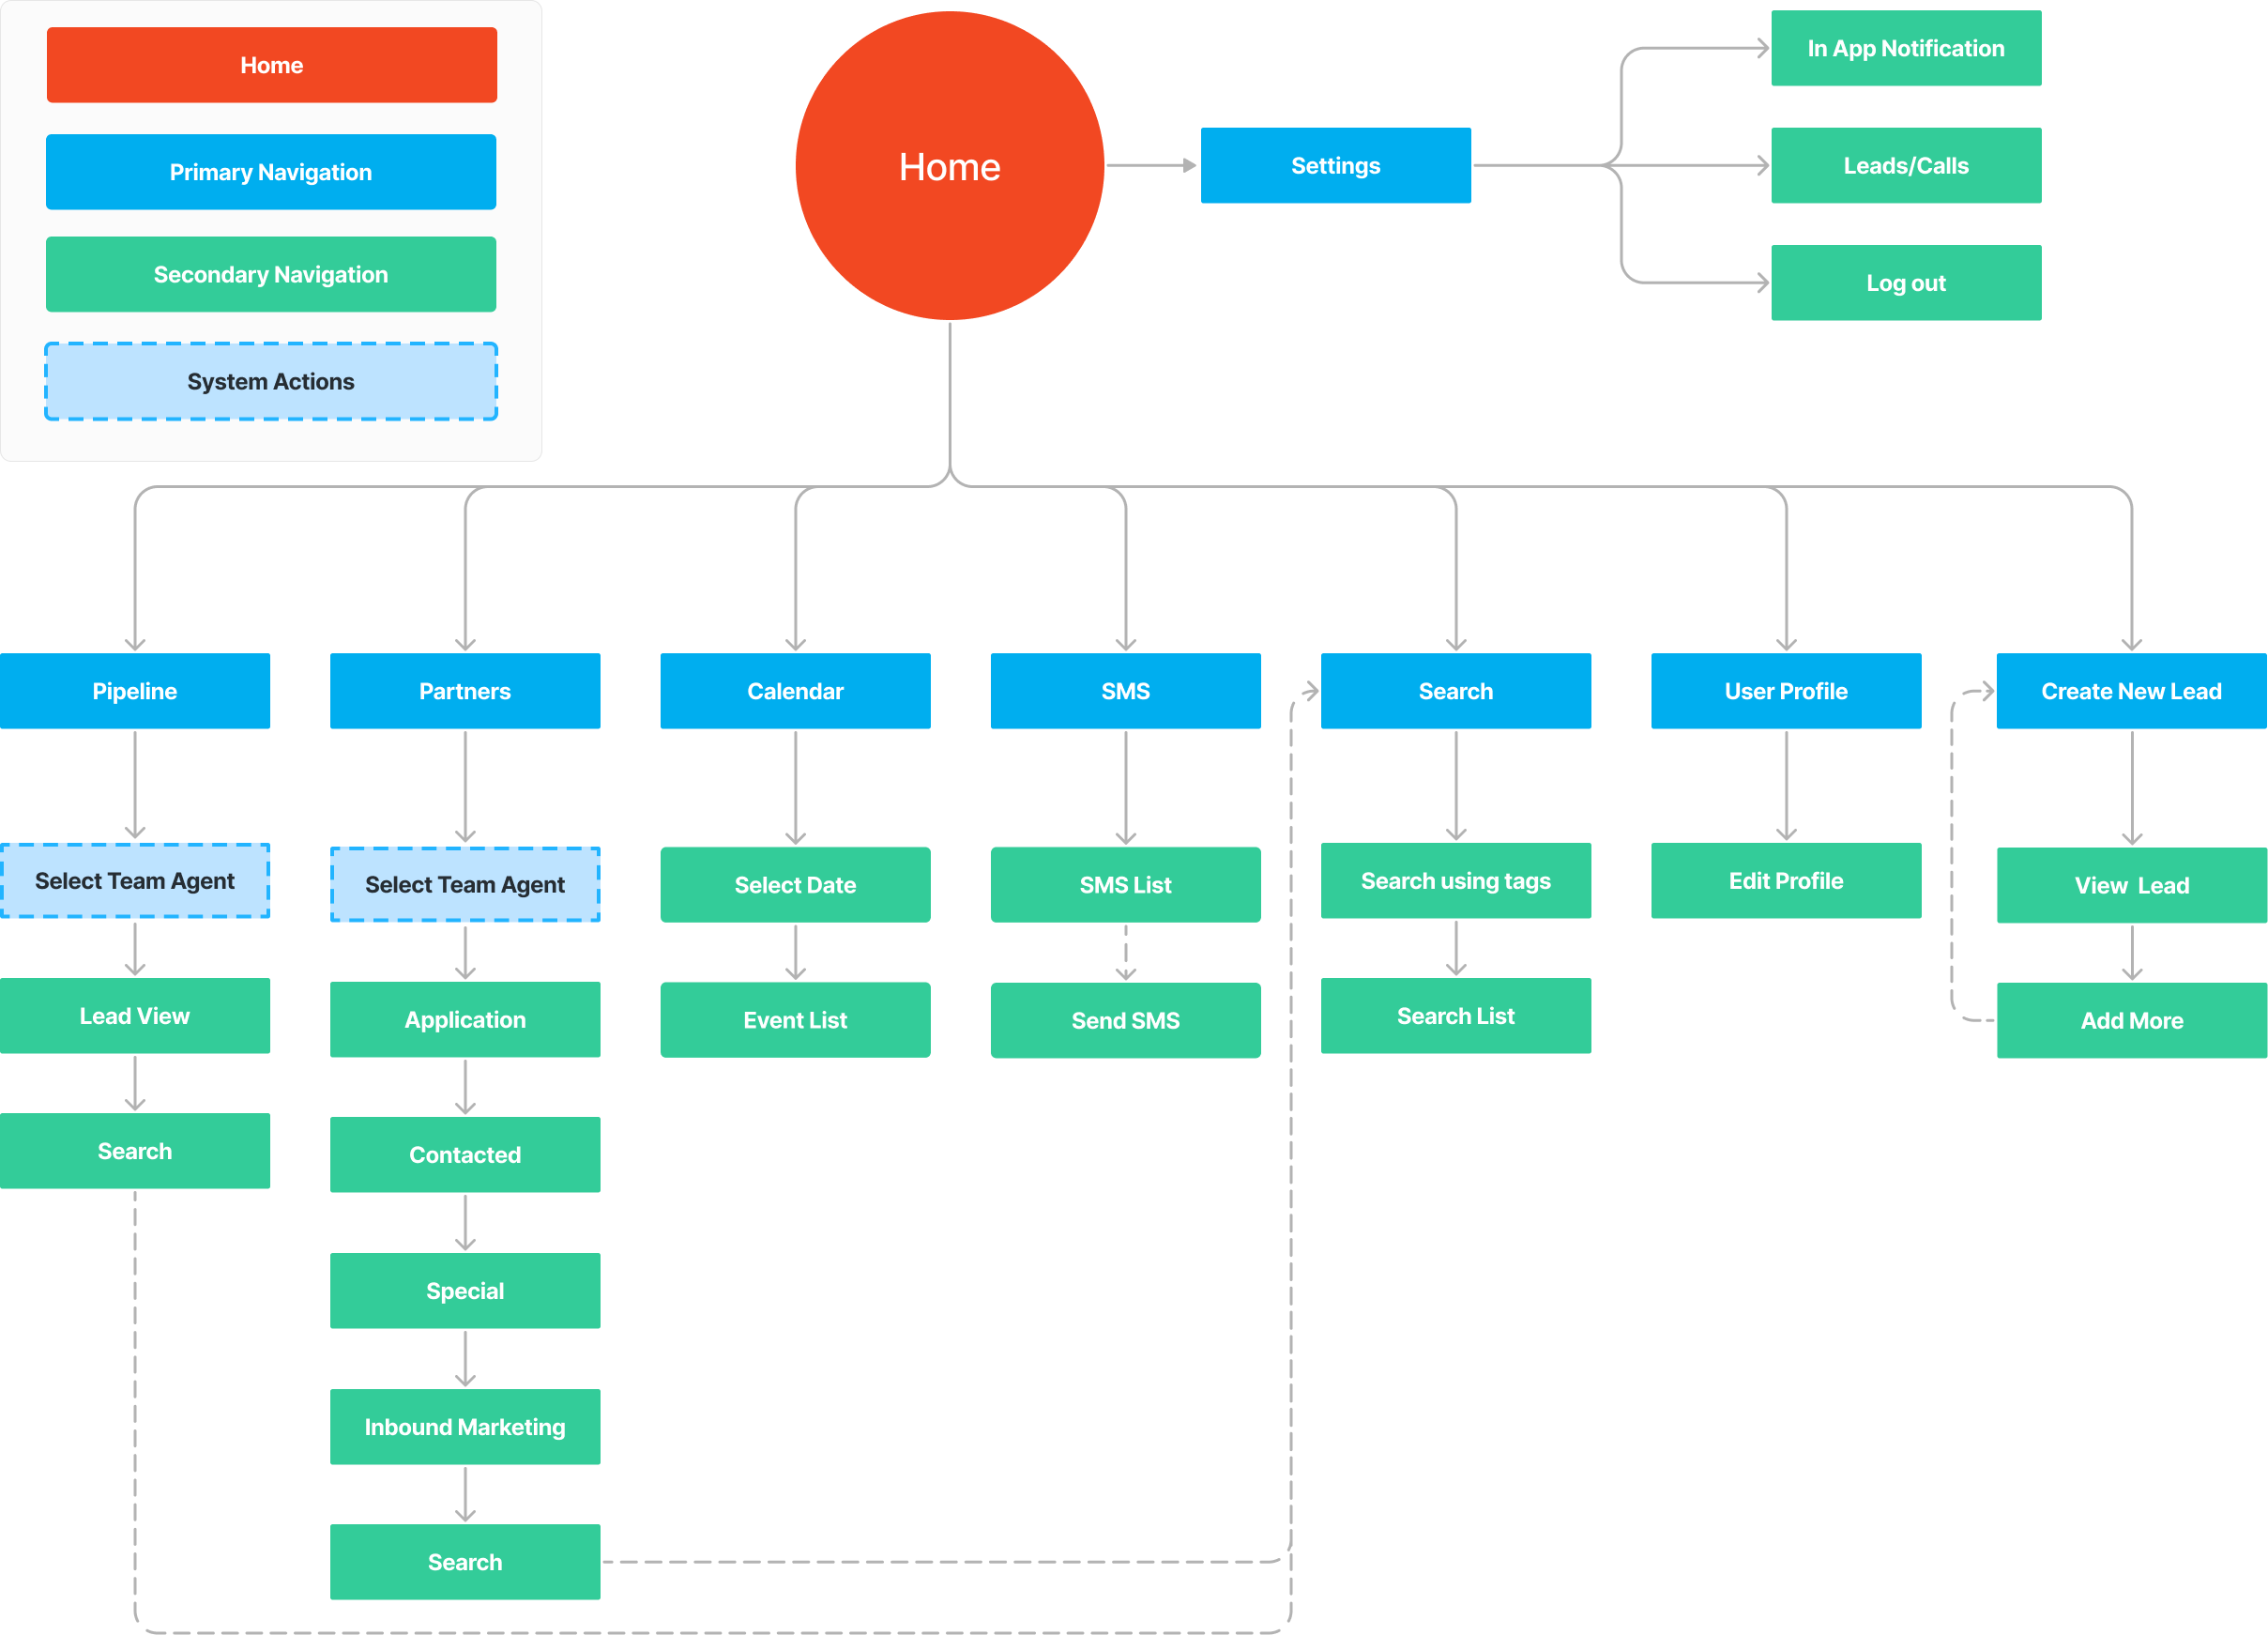 Home
Primary Navigation
Secondary Navigation
System Actions
Home
Settings
In App Notification
Leads/Calls
Log out
Pipeline
Partners
Calendar
SMS
Search
User Profile
Create New Lead
Select Team Agent
Select Team Agent
Select Date
SMS List
Search using tags
Edit Profile
View Lead
Lead View
Application
Event List
Send SMS
Search List
Add More
Search
Contacted
Special
Inbound Marketing
Search